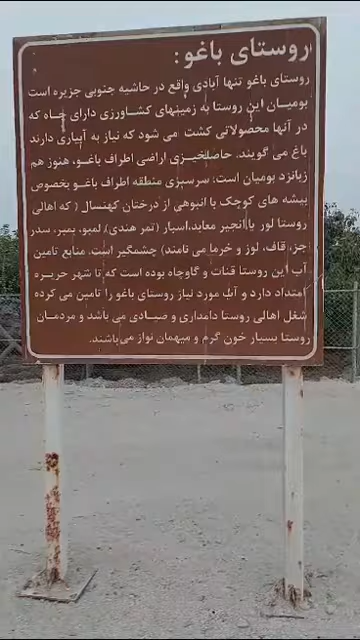 روستای باغو:
روستای باغو تنها آبادی واقع در حاشیه جنوبی جزیره است
بومیان این روستا به زمینهای کشاورزی دارای چاه که
در آنها محصولاتی کشت می شود که نیاز به آبیاری دارند
باغ می گویند. حاصلخیزی اراضی اطراف باغو، هنوز هم
زبانزد بومیان است؛ سرسبزی منطقه اطراف باغو بخصوص
بیشه های کوچک با انبوهی از درختان کهنسال ( که اهالی
روستا لور یا انجیر معابد،اسبار (تمر هندی)، لمبو، بمبر، سدر
جز، قاف، لوز و خرما می نامند) چشمگیر است. منابع تامین
آب این روستا قنات و گاوچاه بوده است که تا شهر حریره
امتداد دارد و آب مورد نیاز روستای باغو را تامین می کرده
شغل اهالی روستا دامداری و صیادی می باشد و مردمان
روستا بسیار خون گرم و میهمان نواز می باشند.